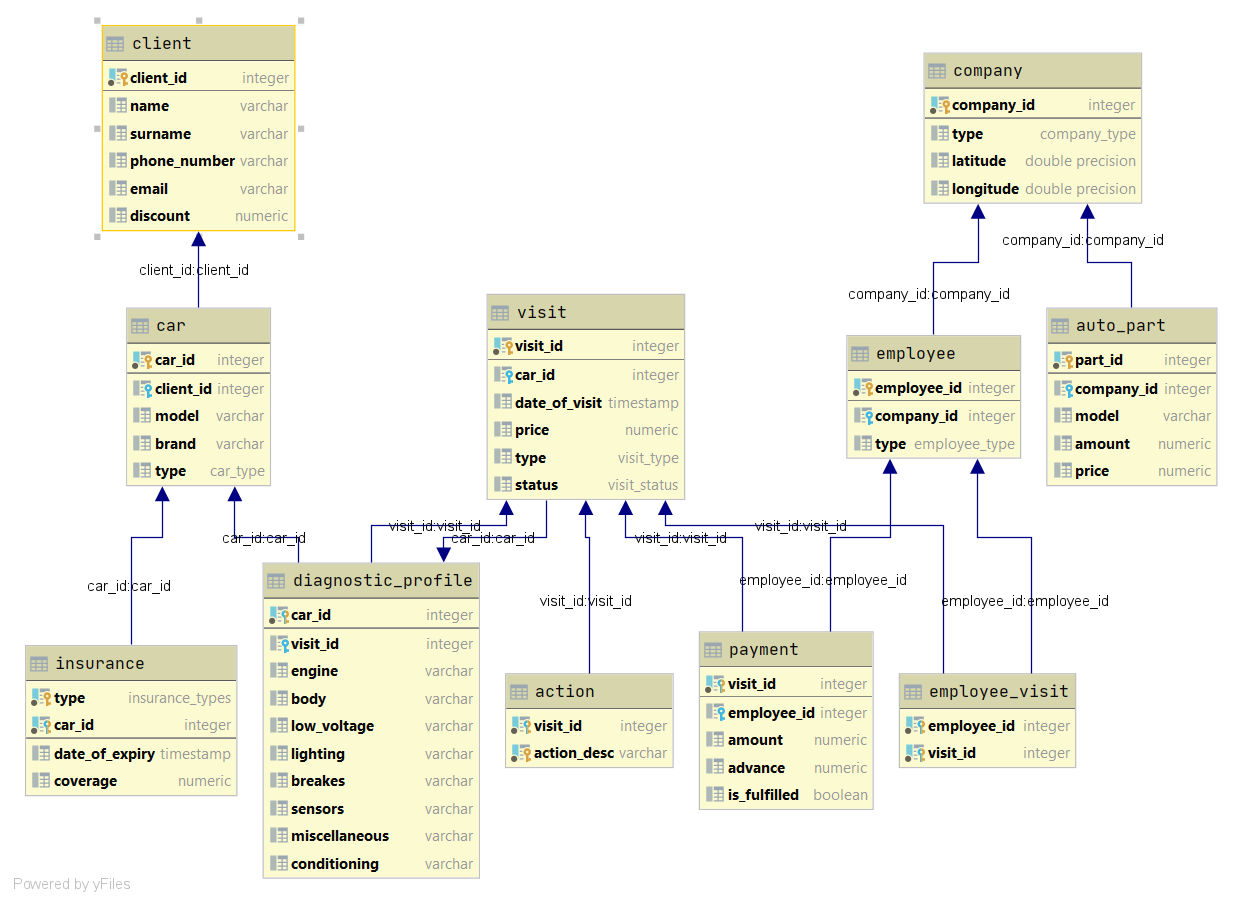 client
client_id integer
name varchar
surname varchar
phone_number varchar
email varchar
discount numeric
company
company_id integer
type company_type
latitude double precision
longitude double precision
client_id:client_id
company_id:company_id
company_id:company_id
car
car_id integer
client_id integer
model varchar
brand varchar
type car_type
visit
visit_id integer
car_id integer
date_of_visit timestamp
price numeric
type visit_type
status visit_status
employee
employee_id integer
company_id integer
type employee_type
auto_part
part_id integer
company_id integer
model varchar
amount numeric
price numeric
car_id:car_id
car_id:car_id
visit_id:visit_id
car_id:car_id
visit_id:visit_id
visit_id:visit_id
visit_id:visit_id
employee_id:employee_id
employee_id:employee_id
insurance
type insurance_types
car_id integer
date_of_expiry timestamp
coverage numeric
diagnostic_profile
car_id integer
visit_id integer
engine varchar
body varchar
low_voltage varchar
lighting varchar
breakes varchar
sensors varchar
miscellaneous varchar
conditioning varchar
action
visit_id integer
action_desc varchar
payment
visit_id integer
employee_id integer
amount numeric
advance numeric
is_fulfilled boolean
employee_visit
employee_id integer
visit_id integer
Powered by yFiles